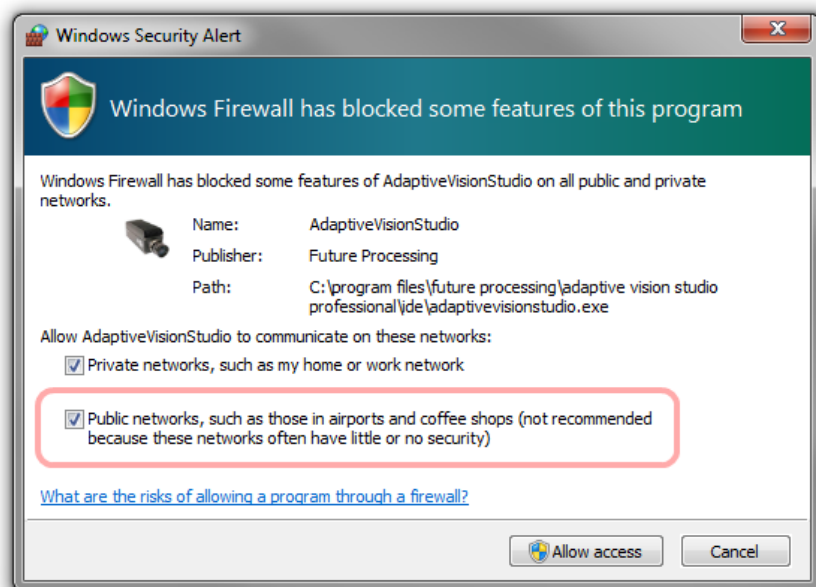 Windows Security Alert
Windows Firewall has blocked some features of this program
Windows Firewall has blocked some features of AdaptiveVisionStudio on all public and private
networks.
Name: AdaptiveVisionStudio
Publisher: Future Processing
Path: C:\program files\future processing\adaptive vision studio
professional\ide\adaptivevisionstudio.exe
Allow AdaptiveVisionStudio to communicate on these networks:
Private networks, such as my home or work network
Public networks, such as those in airports and coffee shops (not recommended
because these networks often have little or no security)
What are the risks of allowing a program through a firewall?
Allow access Cancel